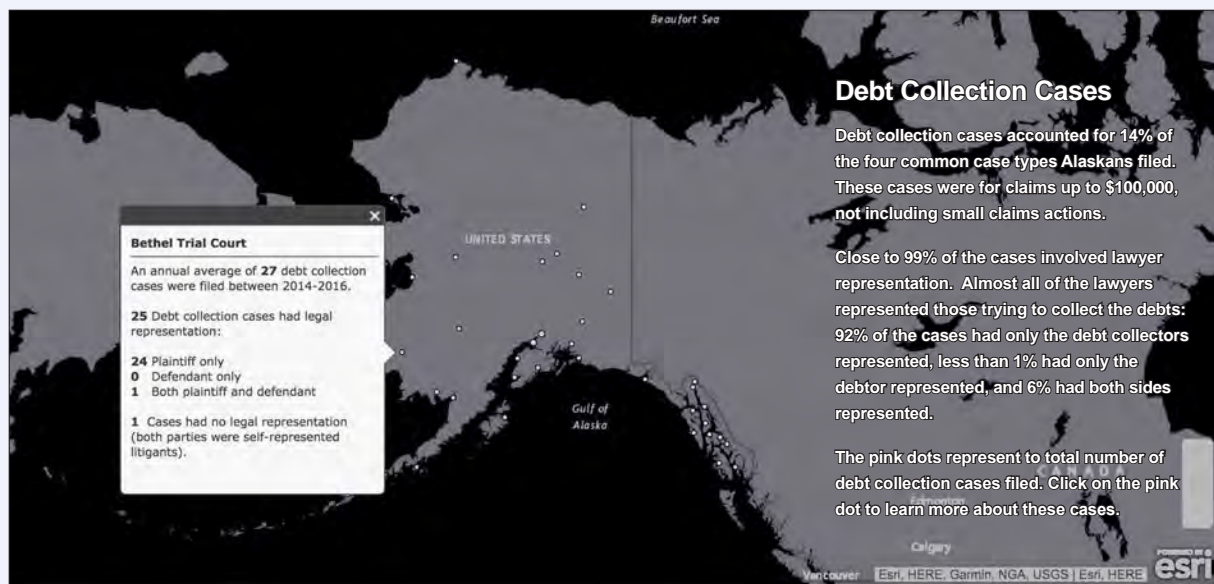 Beaufort Sea
UNITED STATES
Gulf of
Alaska
CANADA
Edmonton
Calgary
Vancouver
Bethel Trial Court
An annual average of 27 debt collection
cases were filed between 2014-2016.
25 Debt collection cases had legal
representation:
24 Plaintiff only
0 Defendant only
1 Both plaintiff and defendant
1 Cases had no legal representation
(both parties were self-represented
litigants).
Debt Collection Cases
Debt collection cases accounted for 14% of
the four common case types Alaskans filed.
These cases were for claims up to $100,000,
not including small claims actions.
Close to 99% of the cases involved lawyer
representation. Almost all of the lawyers
represented those trying to collect the debts:
92% of the cases had only the debt collectors
represented, less than 1% had only the
debtor represented, and 6% had both sides
represented.
The pink dots represent to total number of
debt collection cases filed. Click on the pink
dot to learn more about these cases.
Esri, HERE, Garmin, NGA, USGS | Esri, HERE
POWERED BY
esri